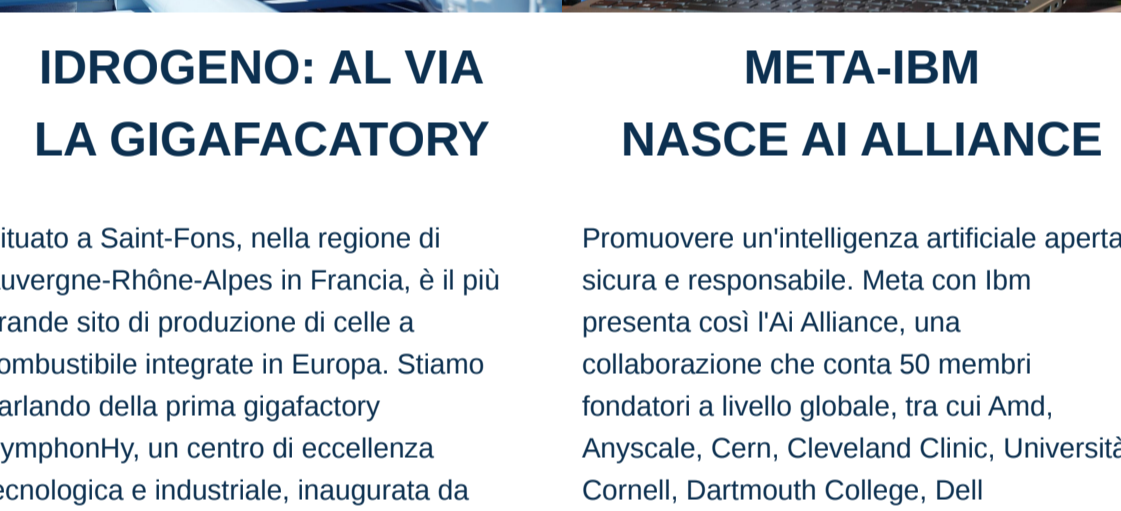 IDROGENO: AL VIA
LA GIGAFACATORY
ituato a Saint-Fons, nella regione di
uvergne-Rhône-Alpes in Francia, è il più
rande sito di produzione di celle a
ombustibile integrate in Europa. Stiamo
arlando della prima gigafactory
ymphonHy, un centro di eccellenza
ecnologica e industriale, inaugurata da
META-IBM
NASCE AI ALLIANCE
Promuovere un'intelligenza artificiale aperta
sicura e responsabile. Meta con Ibm
presenta così l'Ai Alliance, una
collaborazione che conta 50 membri
fondatori a livello globale, tra cui Amd,
Anyscale, Cern, Cleveland Clinic, Università
Cornell, Dartmouth College, Dell